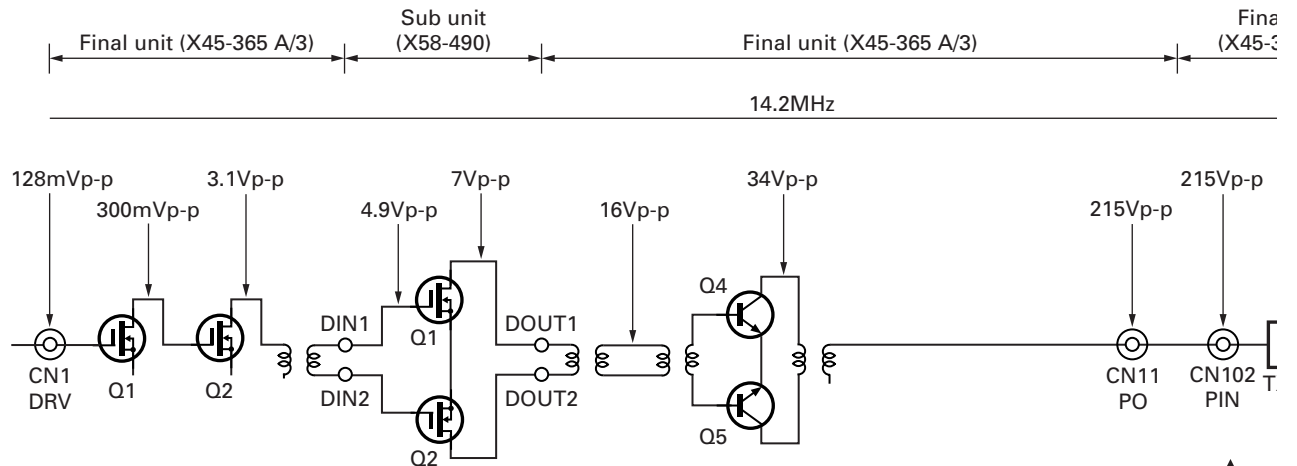 Final unit (X45-365 A/3)
Sub unit
(X58-490)
Final unit (X45-365 A/3)
14.2MHz
128mVp-p
300mVp-p
3.1Vp-p
4.9Vp-p
7Vp-p
16Vp-p
34Vp-p
215Vp-p
215Vp-p
CN1
DRV
Q1
Q2
DIN1
DIN2
Q1
Q2
DOUT1
DOUT2
Q4
Q5
CN11
PO
CN102
PIN